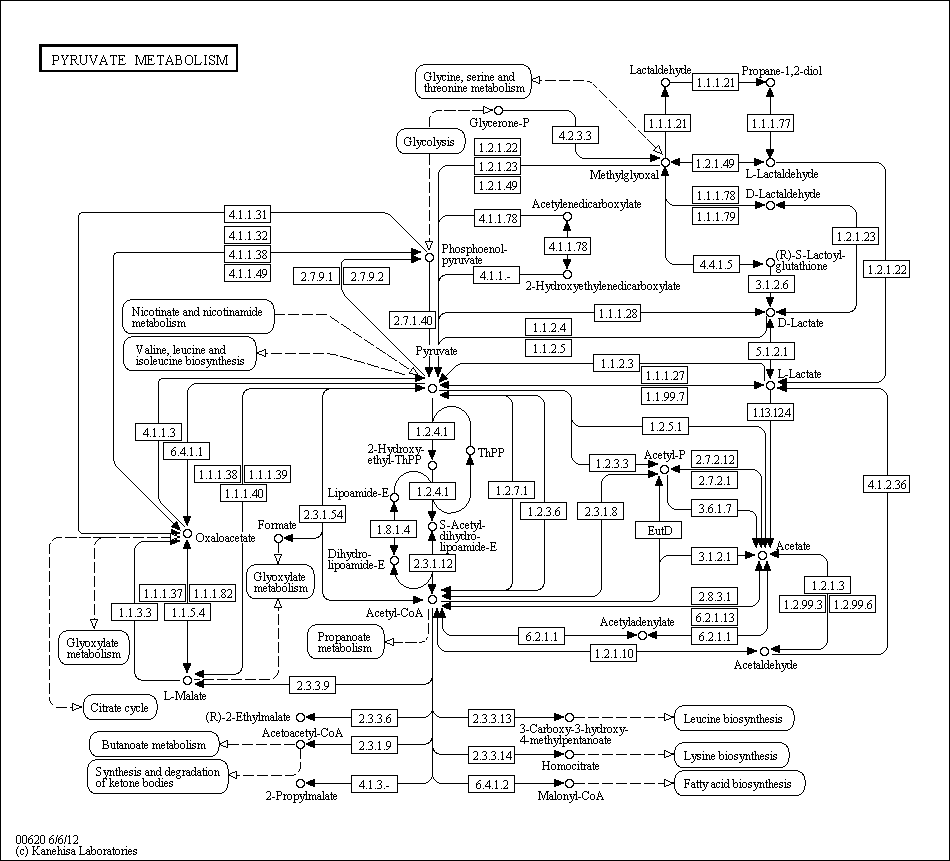 PYRUVATE METABOLISM
Glycine, serine and
threonine metabolism
Lactaldehyde
1.1.1.21
Propane-1,2-diol
Glycerone-P
1.1.1.21
1.1.1.77
Glycolysis
4.2.3.3
1.2.1.22
1.2.1.23
1.2.1.49
1.2.1.49
Methylglyoxal
L-Lactaldehyde
1.1.1.78
D-Lactaldehyde
1.1.1.79
4.1.1.31
4.1.1.32
4.1.1.38
4.1.1.49
Acetylenedicarboxylate
4.1.1.78
4.1.1.78
1.2.1.23
Phosphoenol-
pyruvate
2.7.9.1
2.7.9.2
4.1.1.-
2-Hydroxyethylenedicarboxylate
4.4.1.5
(R)-S-Lactoyl-
glutathione
1.2.1.22
3.1.2.6
Nicotinate and nicotinamide
metabolism
2.7.1.40
1.1.1.28
D-Lactate
1.1.2.4
1.1.2.5
Valine, leucine and
isoleucine biosynthesis
Pyruvate
5.1.2.1
1.1.2.3
1.1.1.27
1.1.99.7
L-Lactate
1.13.12.4
4.1.1.3
6.4.1.1
1.2.4.1
1.2.5.1
2-Hydroxy-
ethyl-ThPP
ThPP
1.1.1.38
1.1.1.39
1.1.1.40
1.2.3.3
Acetyl-P
2.7.2.12
2.7.2.1
4.1.2.36
Lipoamide-E
1.2.4.1
1.2.7.1
1.2.3.6
2.3.1.8
3.6.1.7
2.3.1.54
Formate
1.8.1.4
S-Acetyl-
dihydro-
lipoamide-E
EutD
Oxaloacetate
Dihydro-
lipoamide-E
2.3.1.12
3.1.2.1
Acetate
Glyoxylate
metabolism
1.1.1.37
1.1.1.82
1.1.3.3
1.1.5.4
Acetyl-CoA
2.8.3.1
1.2.1.3
1.2.99.3
1.2.99.6
6.2.1.13
Glyoxylate
metabolism
Propanoate
metabolism
6.2.1.1
Acetyladenylate
6.2.1.1
1.2.1.10
Acetaldehyde
L-Malate
2.3.3.9
Citrate cycle
(R)-2-Ethylmalate
2.3.3.6
2.3.3.13
3-Carboxy-3-hydroxy-
4-methylpentanoate
Leucine biosynthesis
Butanoate metabolism
Acetoacetyl-CoA
2.3.1.9
2.3.3.14
Homocitrate
Lysine biosynthesis
Synthesis and degradation
of ketone bodies
2-Propylmalate
4.1.3.-
6.4.1.2
Malonyl-CoA
Fatty acid biosynthesis
00620 6/6/12
(c) Kanehisa Laboratories